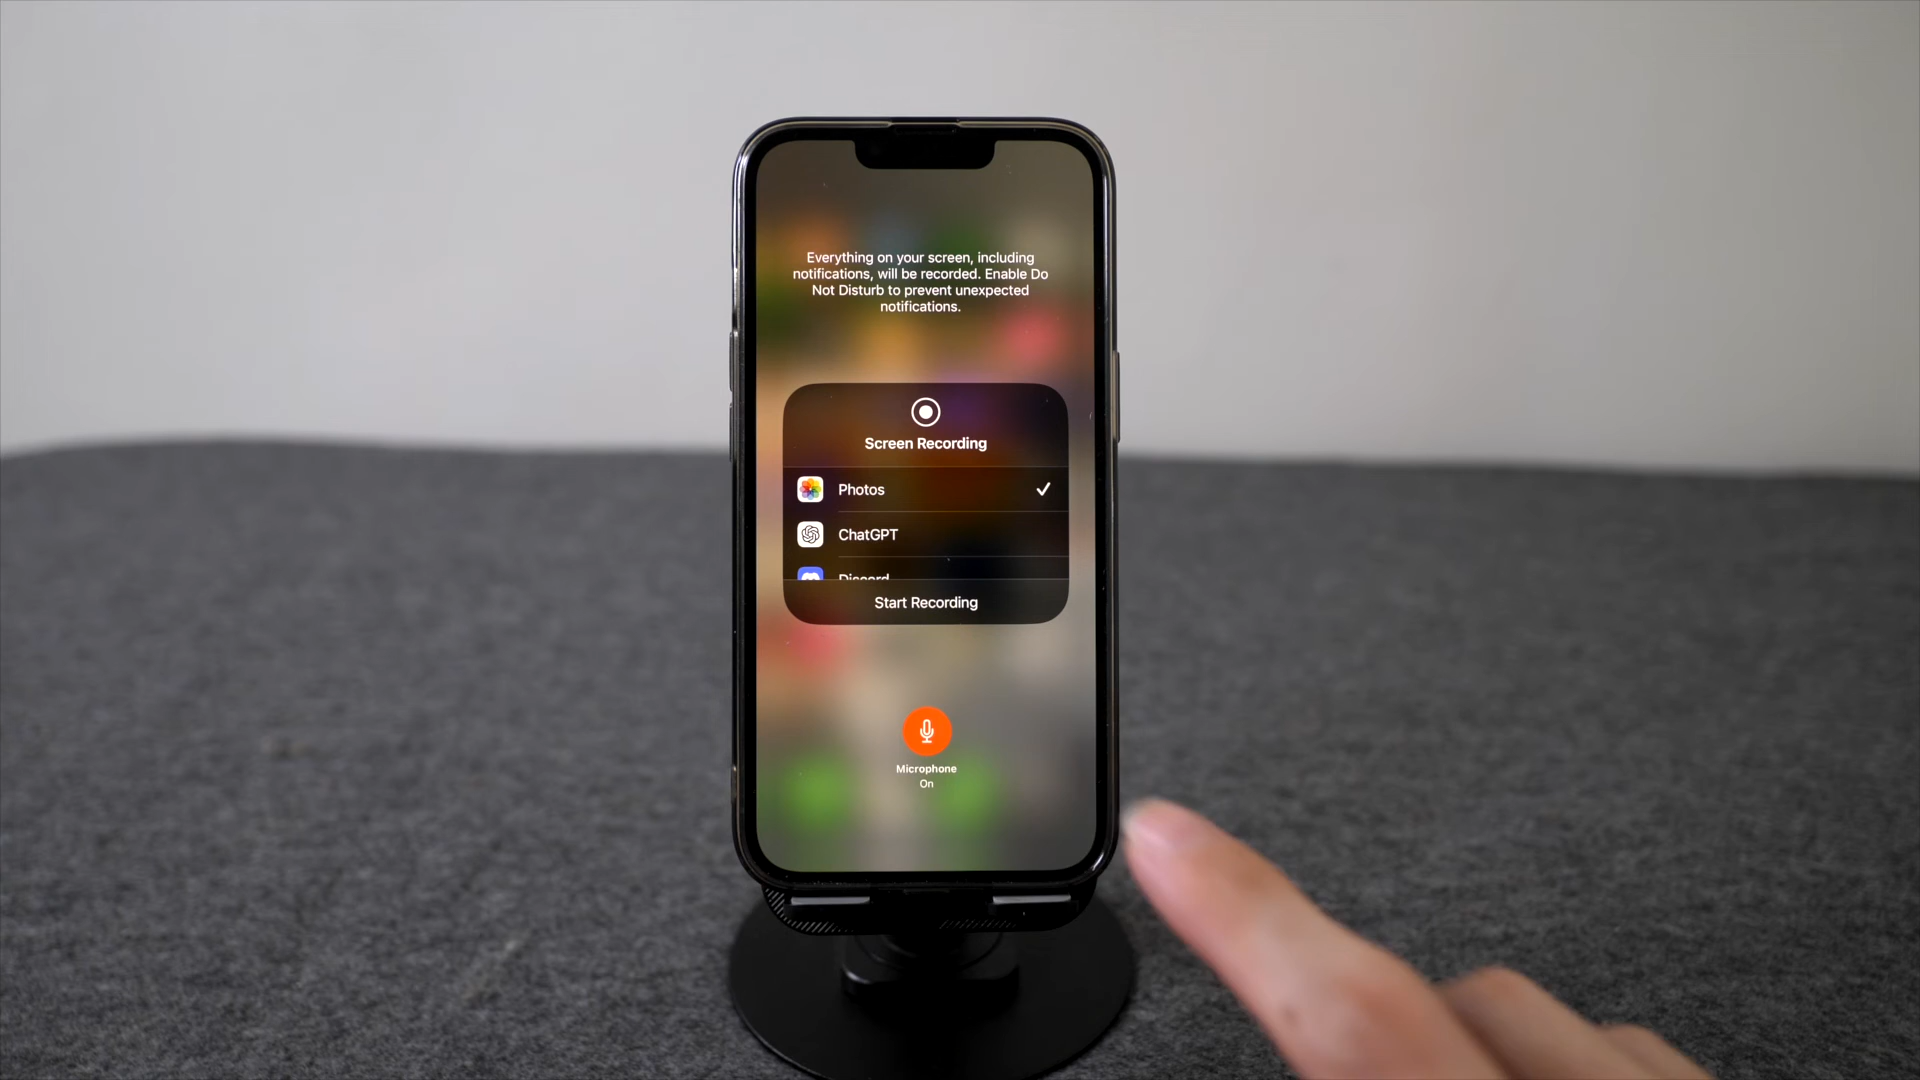 Everything on your screen, including
notifications, will be recorded. Enable Do
Not Disturb to prevent unexpected
notifications.
Screen Recording
Photos
ChatGPT
Discord
Start Recording
Microphone
On